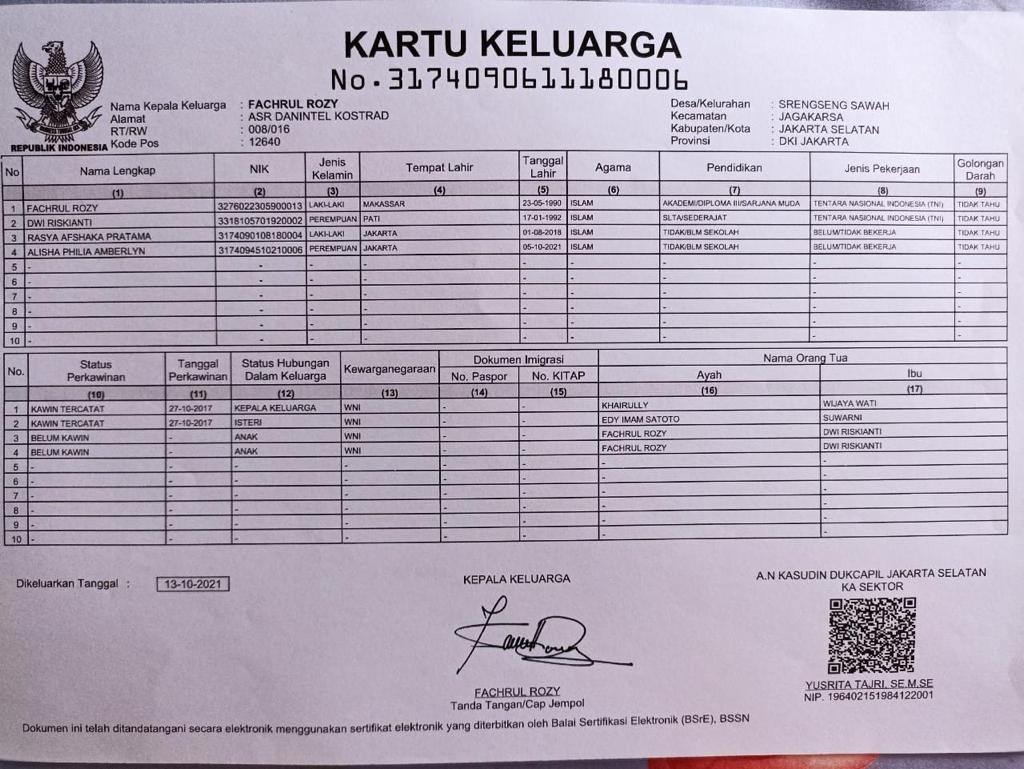 KARTU KELUARGA
No.3174090611180006
REPUBLIK INDONESIA
Nama Kepala Keluarga : FACHRUL ROZY
Alamat : ASR DANINTEL KOSTRAD
RT/RW : 008/016
Kode Pos : 12640
Desa/Kelurahan : SRENGSENG SAWAH
Kecamatan : JAGAKARSA
Kabupaten/Kota : JAKARTA SELATAN
Provinsi : DKI JAKARTA
No Nama Lengkap NIK Jenis Kelamin Tempat Lahir Tanggal Lahir Agama Pendidikan Jenis Pekerjaan Golongan Darah
(1) (2) (3) (4) (5) (6) (7) (8) (9)
1 FACHRUL ROZY 3276022305900013 LAKI-LAKI MAKASSAR 23-05-1990 ISLAM AKADEMI/DIPLOMA III/SARJANA MUDA TENTARA NASIONAL INDONESIA (TNI) TIDAK TAHU
2 DWI RISKIANTI 3318105701920002 PEREMPUAN PATI 17-01-1992 ISLAM SLTA/SEDERAJAT TENTARA NASIONAL INDONESIA (TNI) TIDAK TAHU
3 RASYA AFSHAKA PRATAMA 3174090108180004 LAKI-LAKI JAKARTA 01-08-2018 ISLAM TIDAK/BLM SEKOLAH BELUM/TIDAK BEKERJA TIDAK TAHU
4 ALISHA PHILIA AMBERLYN 3174094510210006 PEREMPUAN JAKARTA 05-10-2021 ISLAM TIDAK/BLM SEKOLAH BELUM/TIDAK BEKERJA TIDAK TAHU
5 - - - - - - - - -
6 - - - - - - - - -
7 - - - - - - - - -
8 - - - - - - - - -
9 - - - - - - - - -
10 - - - - - - - - -
No. Status Perkawinan Tanggal Perkawinan Status Hubungan Dalam Keluarga Kewarganegaraan Dokumen Imigrasi Nama Orang Tua
No. Paspor No. KITAP Ayah Ibu
(10) (11) (12) (13) (14) (15) (16) (17)
1 KAWIN TERCATAT 27-10-2017 KEPALA KELUARGA WNI - - KHAIRULLY WIJAYA WATI
2 KAWIN TERCATAT 27-10-2017 ISTERI WNI - - EDY IMAM SATOTO SUWARNI
3 BELUM KAWIN - ANAK WNI - - FACHRUL ROZY DWI RISKIANTI
4 BELUM KAWIN - ANAK WNI - - FACHRUL ROZY DWI RISKIANTI
5 - - - - - - - -
6 - - - - - - - -
7 - - - - - - - -
8 - - - - - - - -
9 - - - - - - - -
10 - - - - - - - -
Dikeluarkan Tanggal : 13-10-2021
KEPALA KELUARGA
FACHRUL ROZY
Tanda Tangan/Cap Jempol
A.N KASUDIN DUKCAPIL JAKARTA SELATAN
KA SEKTOR
YUSRITA TAJRI, SE.M.SE
NIP. 196402151984122001
Dokumen ini telah ditandatangani secara elektronik menggunakan sertifikat elektronik yang diterbitkan oleh Balai Sertifikasi Elektronik (BSrE), BSSN